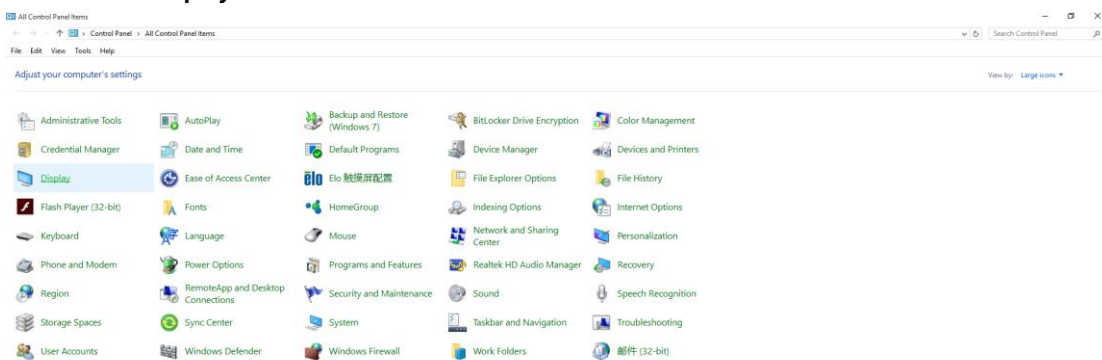 All Control Panel Items
Control Panel > All Control Panel Items
Search Control Panel
File Edit View Tools Help
Adjust your computer's settings
View by: Large icons
Administrative Tools
AutoPlay
Backup and Restore
(Windows 7)
BitLocker Drive Encryption
Color Management
Credential Manager
Date and Time
Default Programs
Device Manager
Devices and Printers
Display
Ease of Access Center
elo Elo 触摸屏配置
File Explorer Options
File History
Flash Player (32-bit)
Fonts
HomeGroup
Indexing Options
Internet Options
Keyboard
Language
Mouse
Network and Sharing
Center
Personalization
Phone and Modem
Power Options
Programs and Features
Realtek HD Audio Manager
Recovery
Region
RemoteApp and Desktop
Connections
Security and Maintenance
Sound
Speech Recognition
Storage Spaces
Sync Center
System
Taskbar and Navigation
Troubleshooting
User Accounts
Windows Defender
Windows Firewall
Work Folders
邮件 (32-bit)